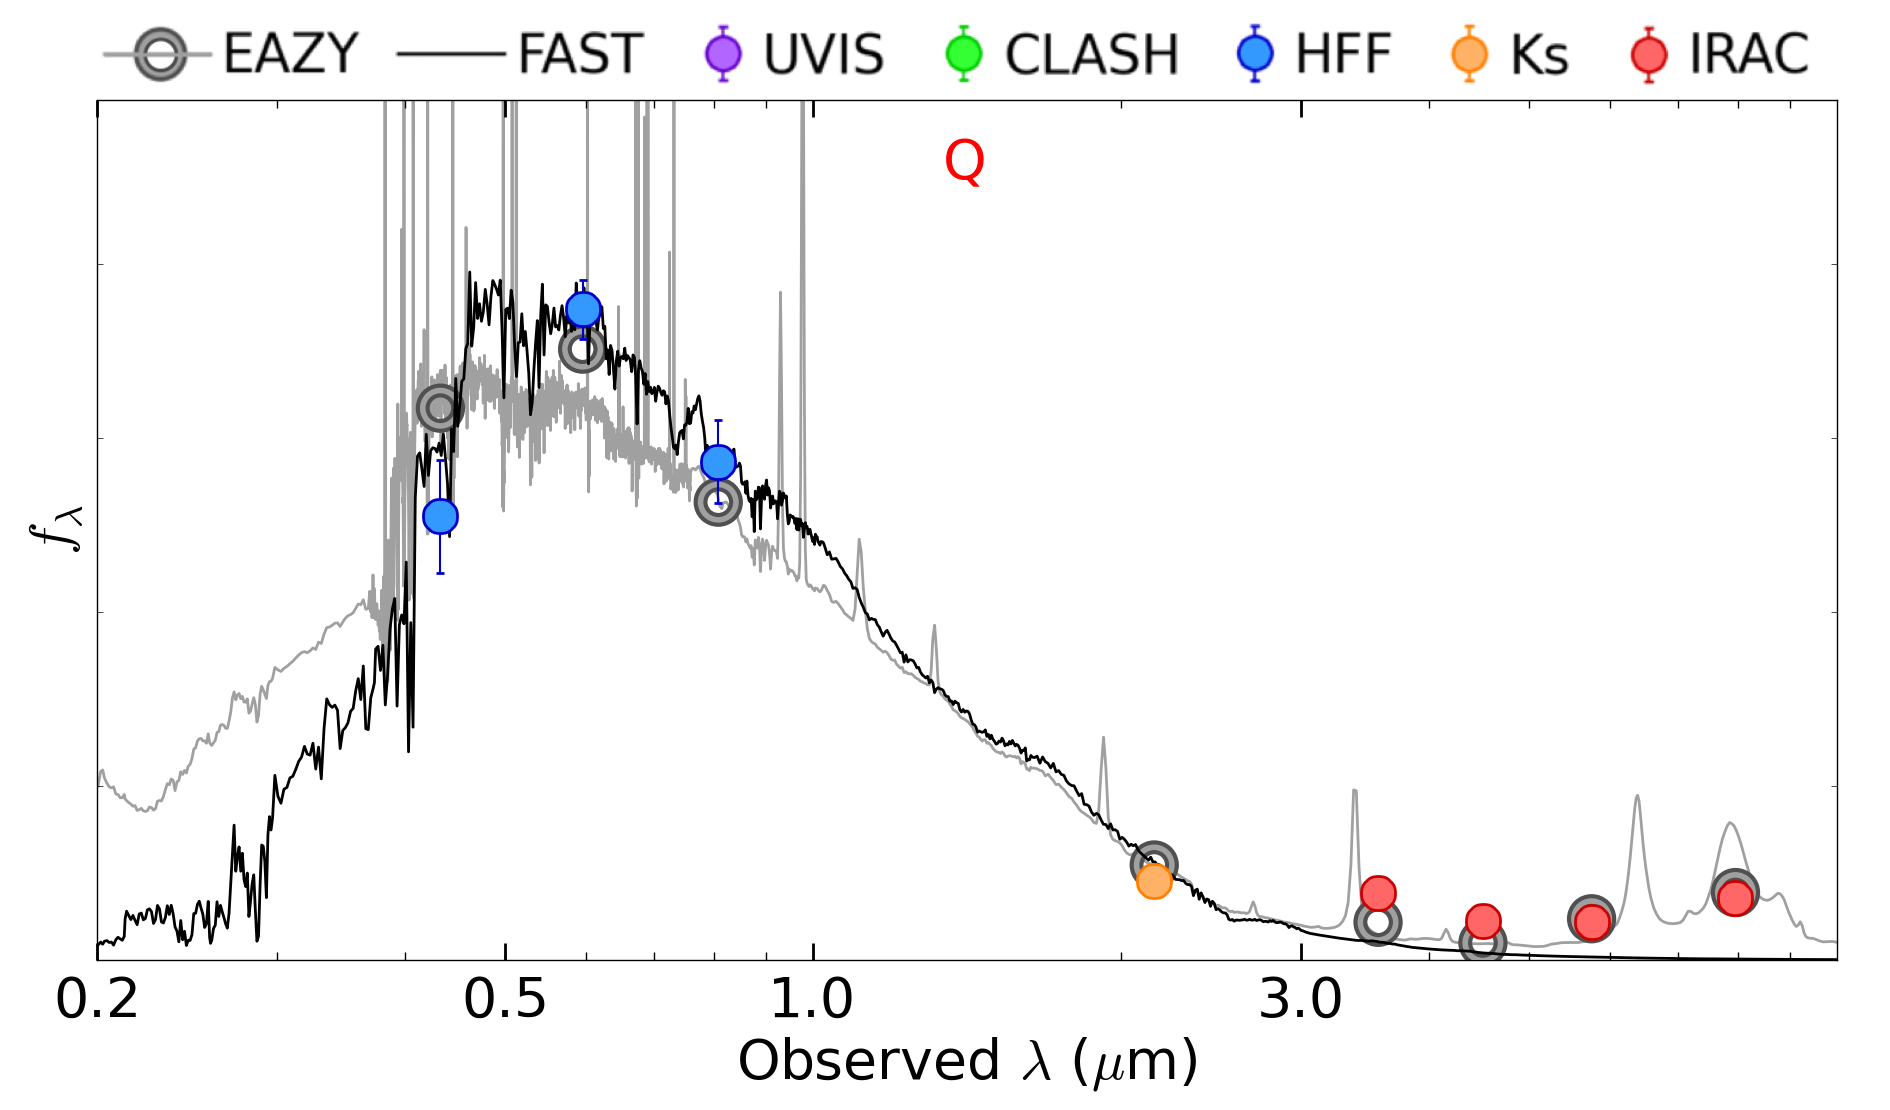 EAZY FAST UVIS CLASH HFF Ks IRAC
Q
f_λ
0.2 0.5 1.0 3.0
Observed λ (μm)